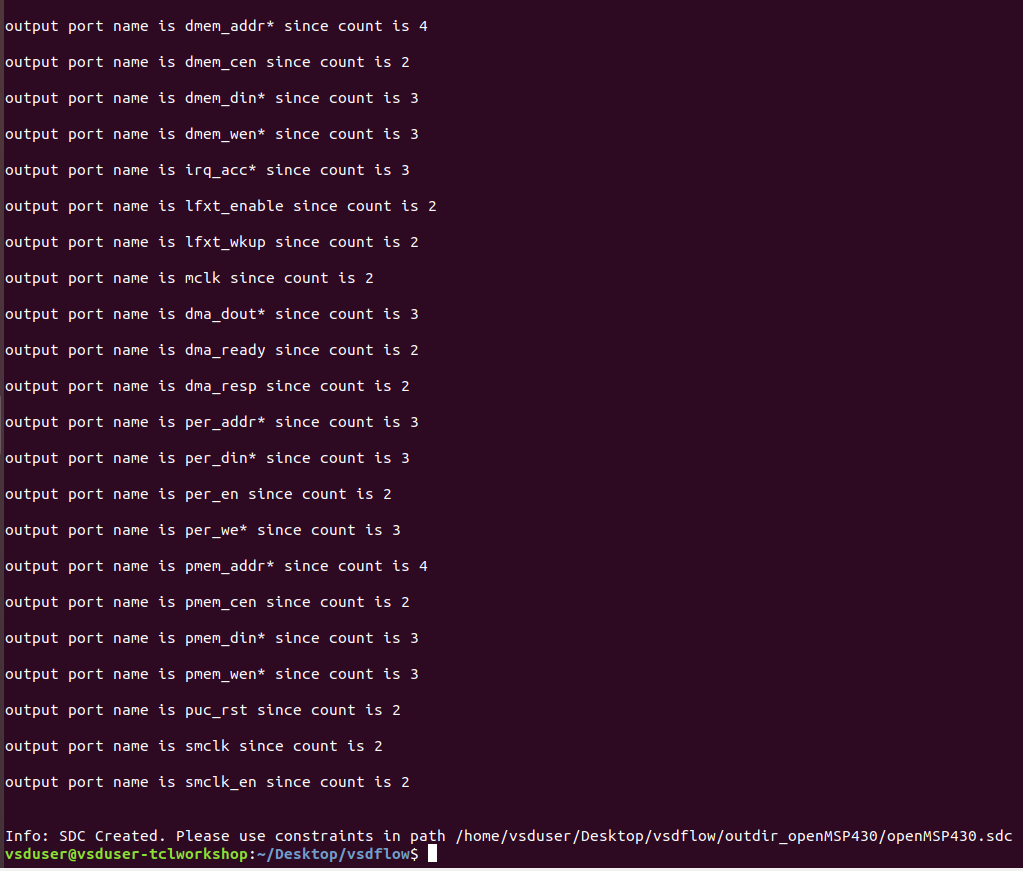 output port name is dmem_addr* since count is 4
output port name is dmem_cen since count is 2
output port name is dmem_din* since count is 3
output port name is dmem_wen* since count is 3
output port name is irq_acc* since count is 3
output port name is lfxt_enable since count is 2
output port name is lfxt_wkup since count is 2
output port name is mclk since count is 2
output port name is dma_dout* since count is 3
output port name is dma_ready since count is 2
output port name is dma_resp since count is 2
output port name is per_addr* since count is 3
output port name is per_din* since count is 3
output port name is per_en since count is 2
output port name is per_we* since count is 3
output port name is pmem_addr* since count is 4
output port name is pmem_cen since count is 2
output port name is pmem_din* since count is 3
output port name is pmem_wen* since count is 3
output port name is puc_rst since count is 2
output port name is smclk since count is 2
output port name is smclk_en since count is 2
Info: SDC Created. Please use constraints in path /home/vsduser/Desktop/vsdflow/outdir_openMSP430/openMSP430.sdc
vsduser@vsduser-tclworkshop:~/Desktop/vsdflow$